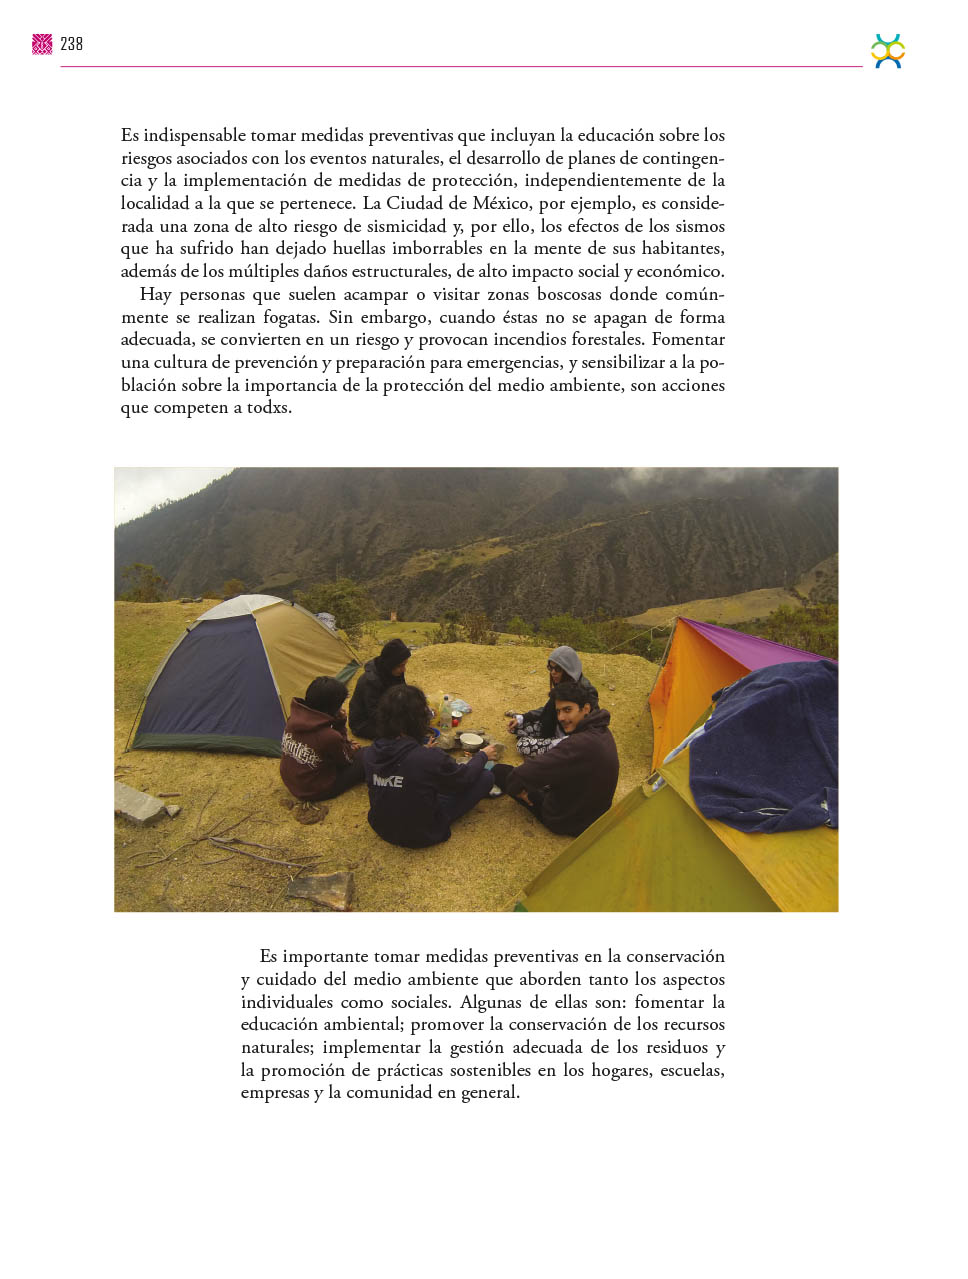 238
Es indispensable tomar medidas preventivas que incluyan la educación sobre los
riesgos asociados con los eventos naturales, el desarrollo de planes de contingen-
cia y la implementación de medidas de protección, independientemente de la
localidad a la que se pertenece. La Ciudad de México, por ejemplo, es conside-
rada una zona de alto riesgo de sismicidad y, por ello, los efectos de los sismos
que ha sufrido han dejado huellas imborrables en la mente de sus habitantes,
además de los múltiples daños estructurales, de alto impacto social y económico.
Hay personas que suelen acampar o visitar zonas boscosas donde común-
mente se realizan fogatas. Sin embargo, cuando éstas no se apagan de forma
adecuada, se convierten en un riesgo y provocan incendios forestales. Fomentar
una cultura de prevención y preparación para emergencias, y sensibilizar a la po-
blación sobre la importancia de la protección del medio ambiente, son acciones
que competen a todxs.
NIKE
Es importante tomar medidas preventivas en la conservación
y cuidado del medio ambiente que aborden tanto los aspectos
individuales como sociales. Algunas de ellas son: fomentar la
educación ambiental; promover la conservación de los recursos
naturales; implementar la gestión adecuada de los residuos y
la promoción de prácticas sostenibles en los hogares, escuelas,
empresas y la comunidad en general.